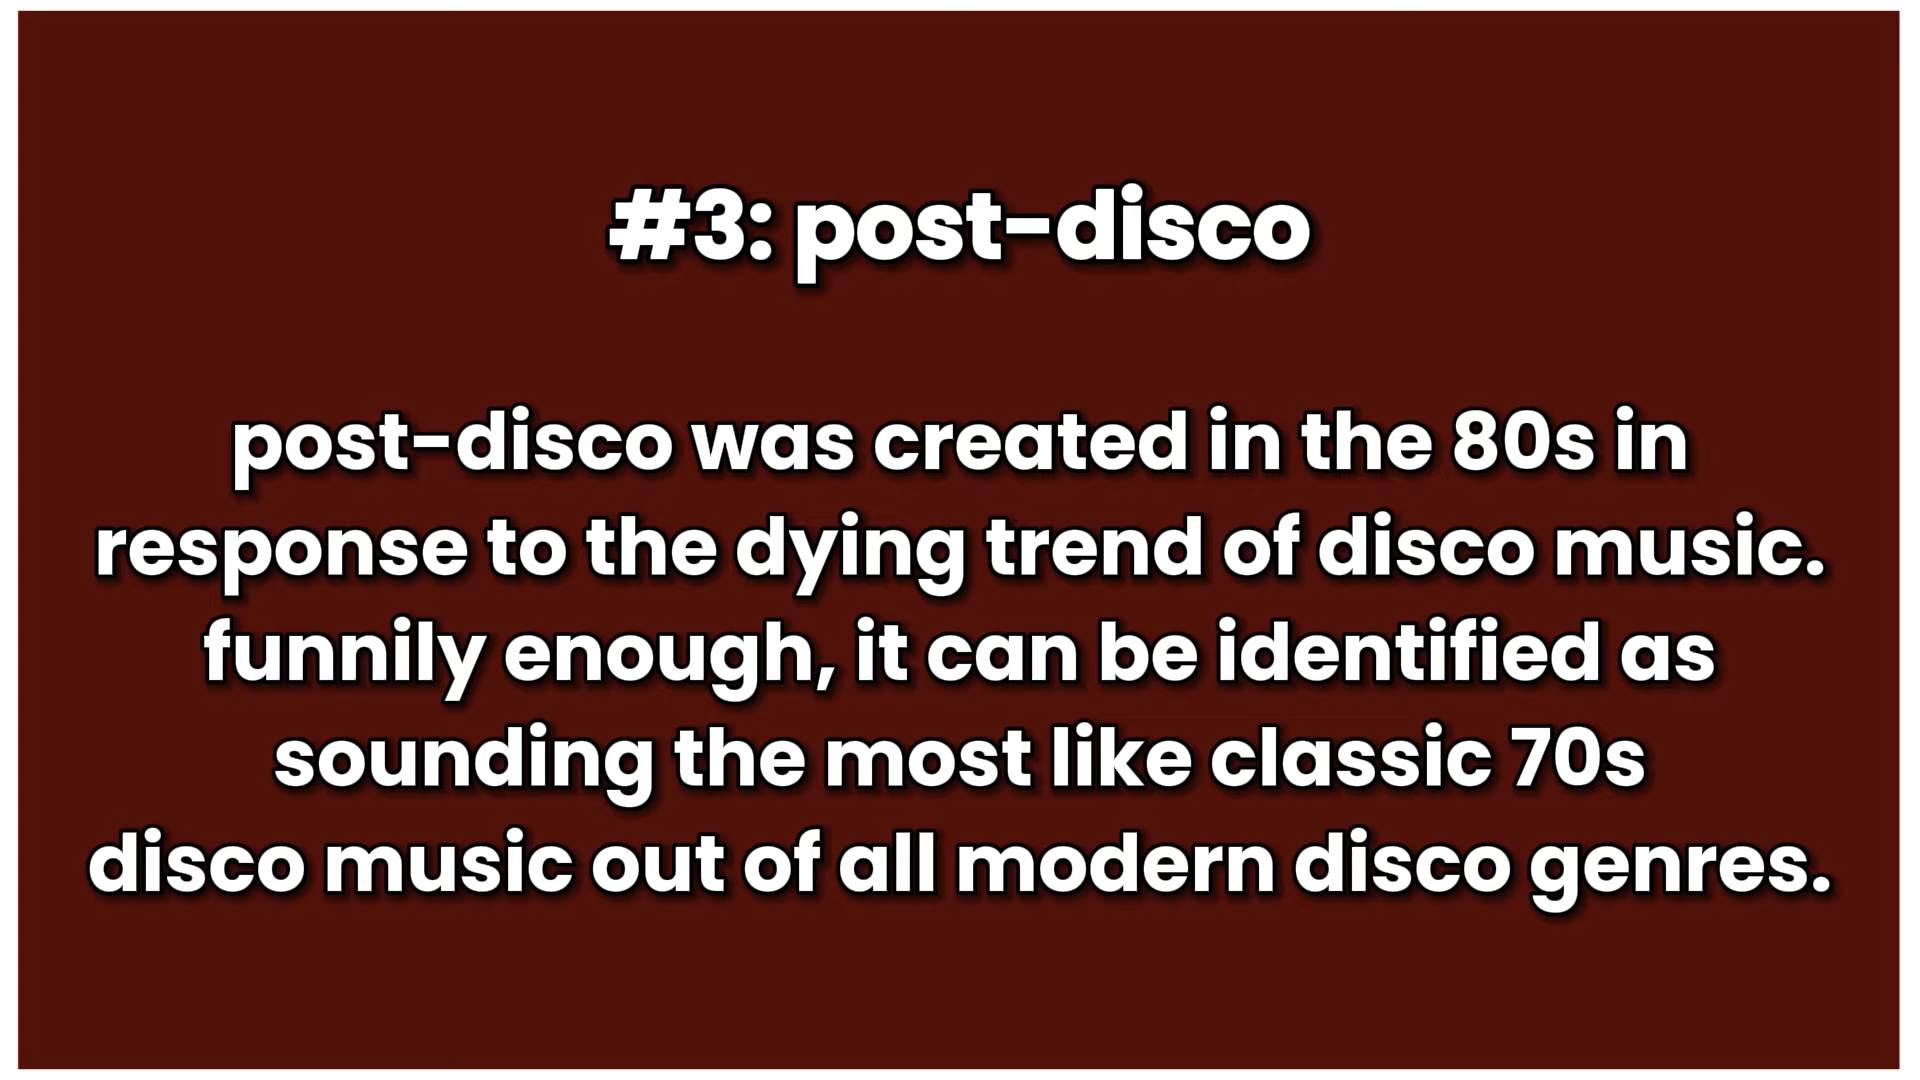 #3: post-disco
post-disco was created in the 80s in
response to the dying trend of disco music.
funnily enough, it can be identified as
sounding the most like classic 70s
disco music out of all modern disco genres.